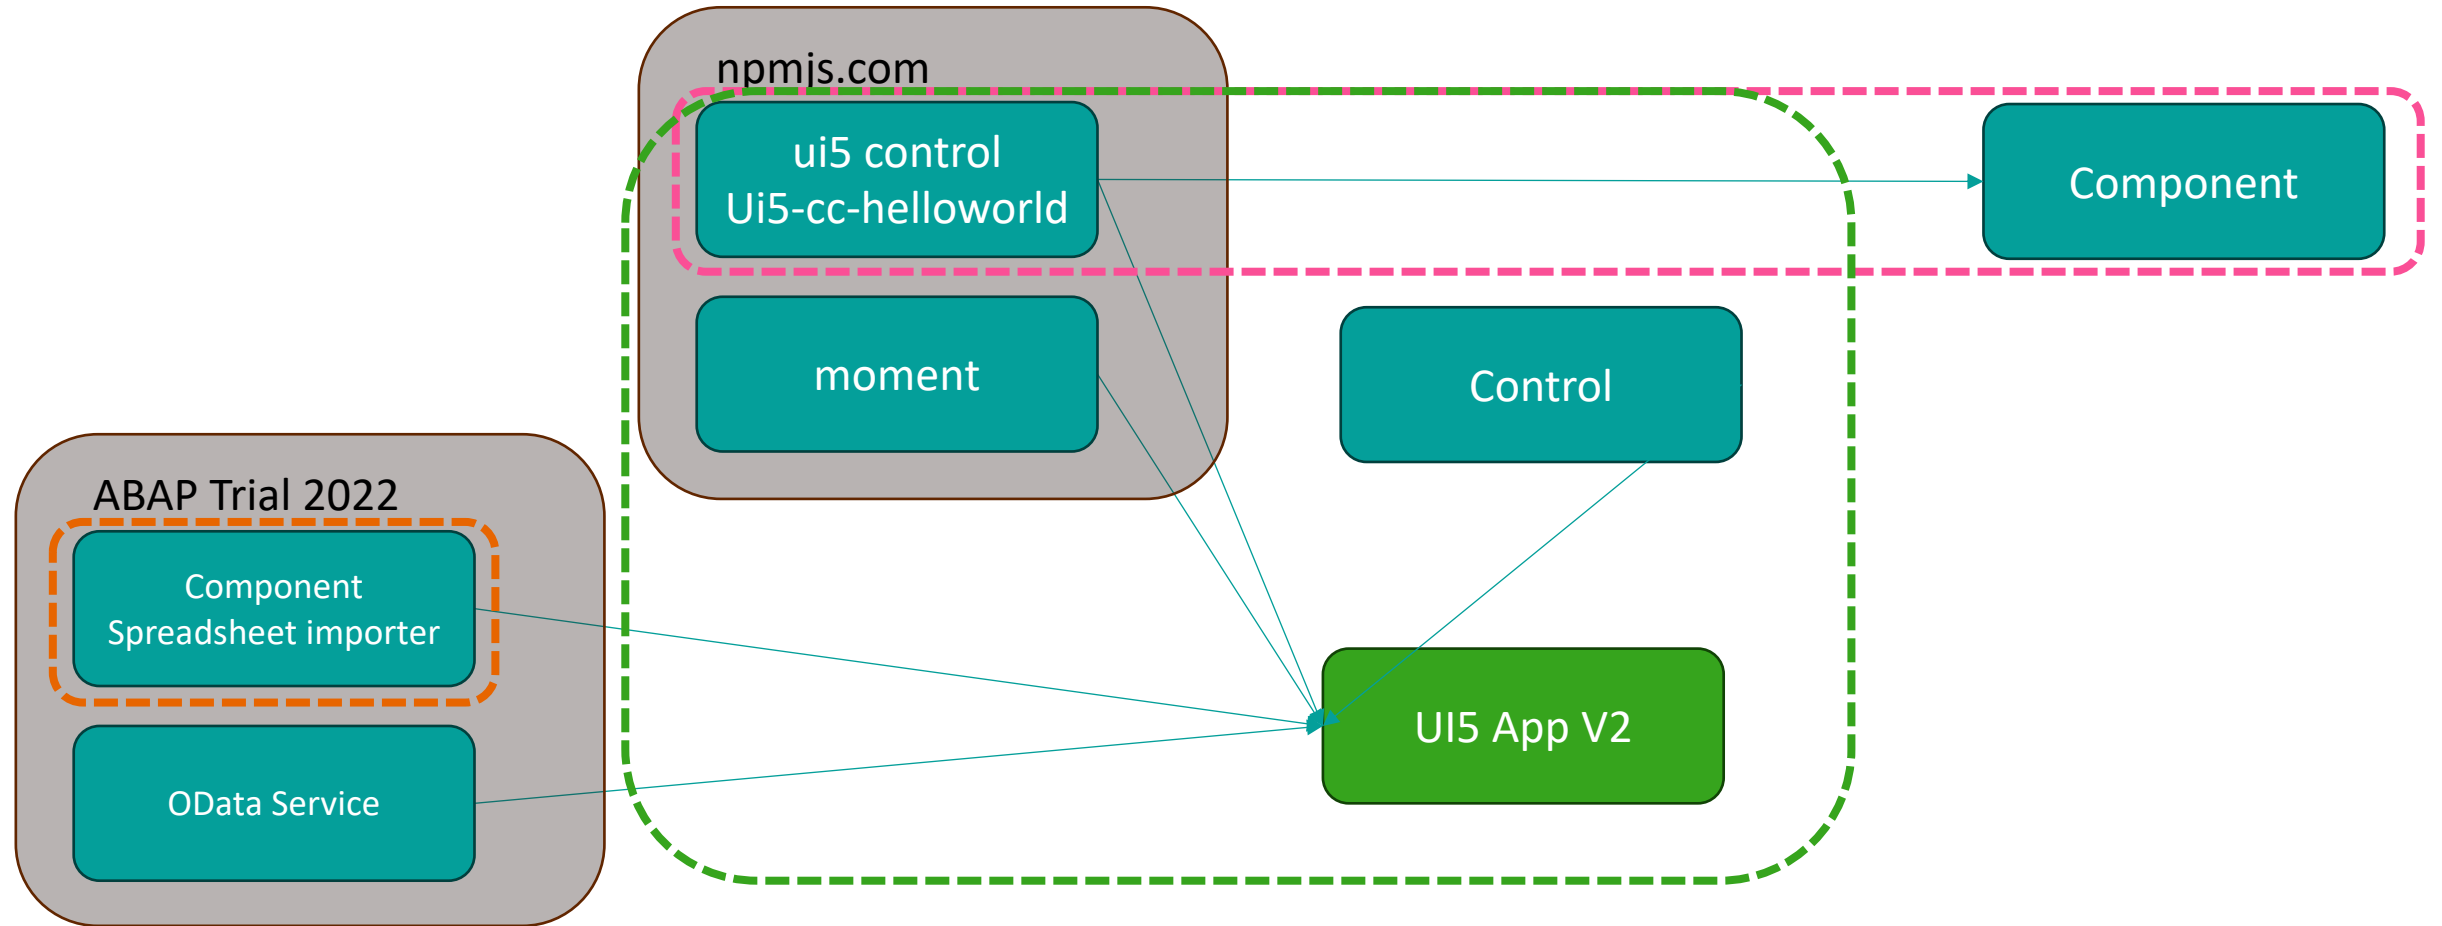 npmjs.com
ui5 control
Ui5-cc-helloworld
Component
moment
Control
ABAP Trial 2022
Component
Spreadsheet importer
UI5 App V2
OData Service